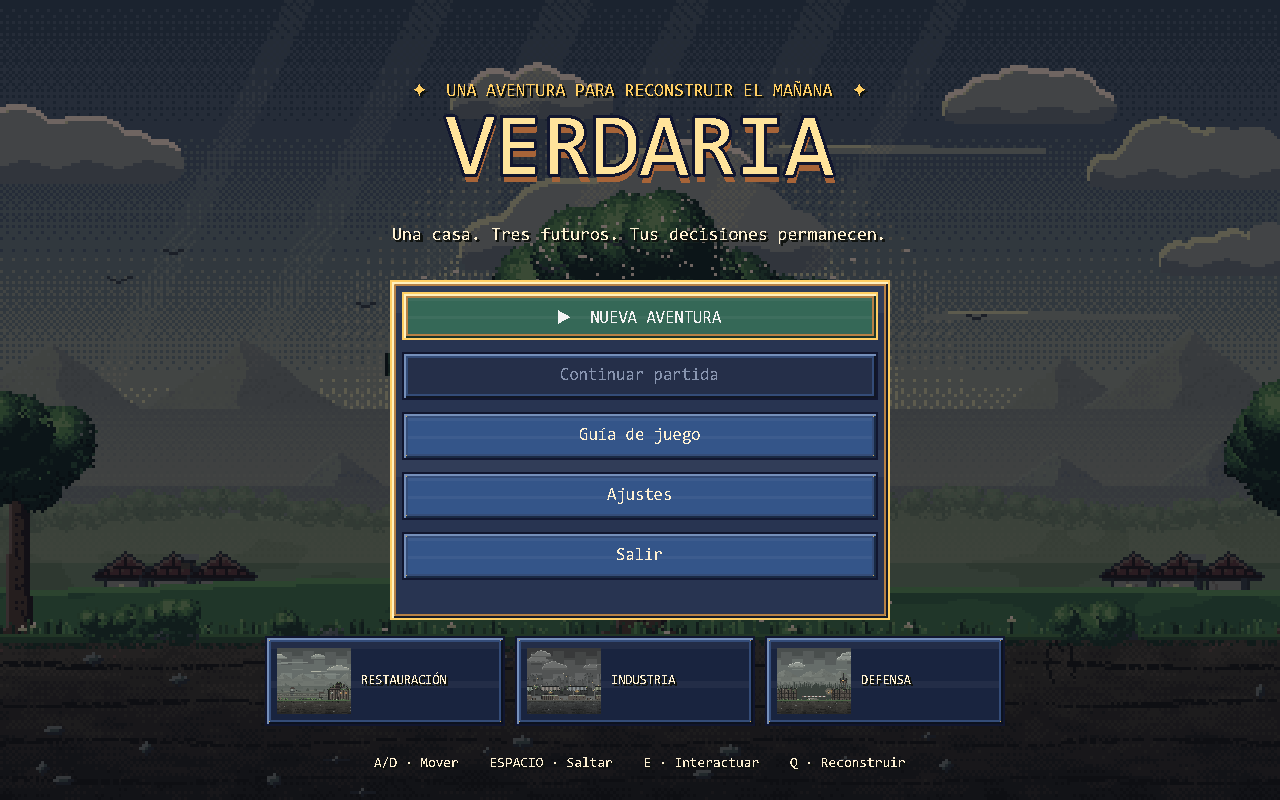 ✦ UNA AVENTURA PARA RECONSTRUIR EL MAÑANA ✦
VERDARIA
Una casa. Tres futuros. Tus decisiones permanecen.
▶ NUEVA AVENTURA
Continuar partida
Guía de juego
Ajustes
Salir
RESTAURACIÓN
INDUSTRIA
DEFENSA
A/D · Mover ESPACIO · Saltar E · Interactuar Q · Reconstruir